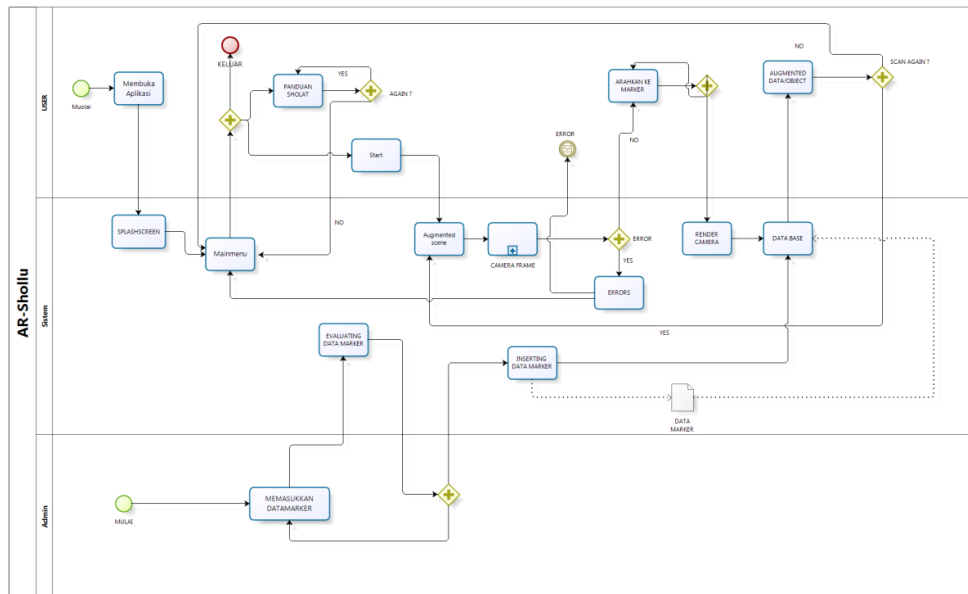 AR-Shollu
USER
Sistem
Admin
Muolai
Membuka
Aplikasi
KELUAR
PANDUAN
SHOLAT
YES
AGAIN ?
Start
NO
ERROR
ARAHKAN KE
MARKER
NO
AUGMENTED
DATA/OBJECT
NO
SCAN AGAIN ?
SPLASHSCREEN
Mainmenu
Augmented
scene
CAMERA FRAME
ERROR
YES
ERRORS
RENDER
CAMERA
DATA BASE
YES
EVALUATING
DATA MARKER
INSERTING
DATA MARKER
DATA
MARKER
MULAI
MEMASUKKAN
DATAMARKER